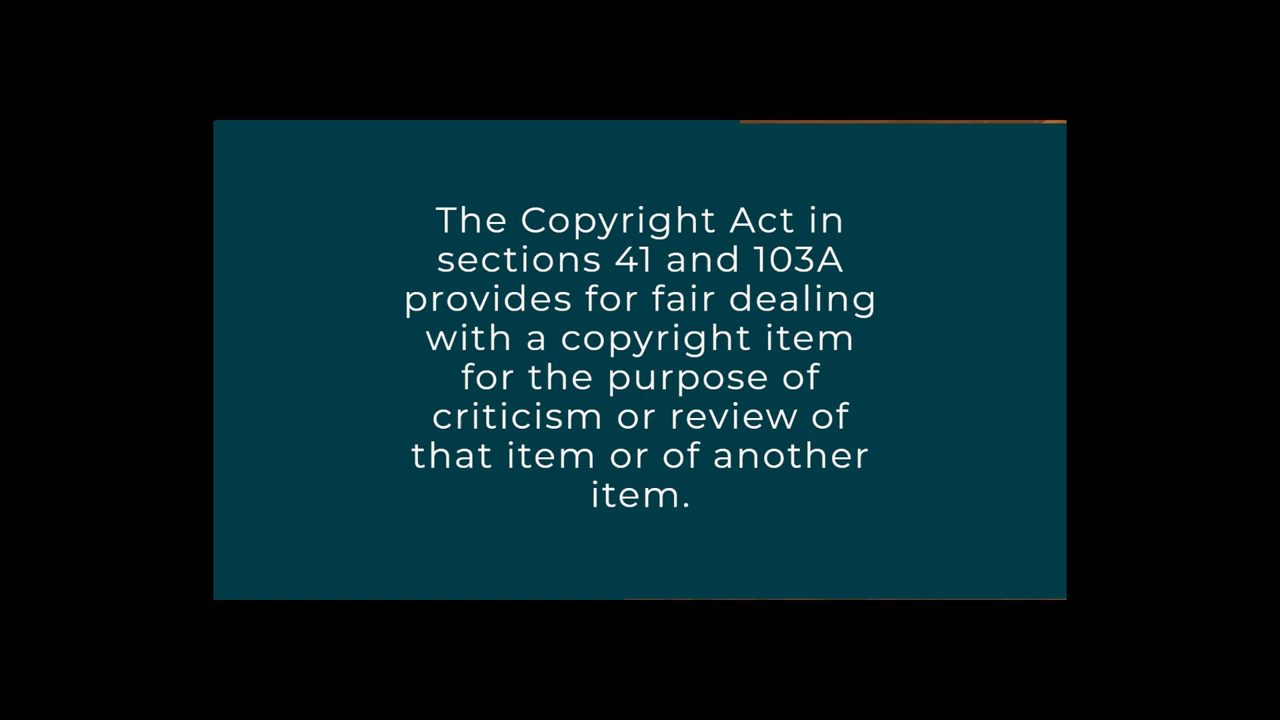 The Copyright Act in
sections 41 and 103A
provides for fair dealing
with a copyright item
for the purpose of
criticism or review of
that item or of another
item.